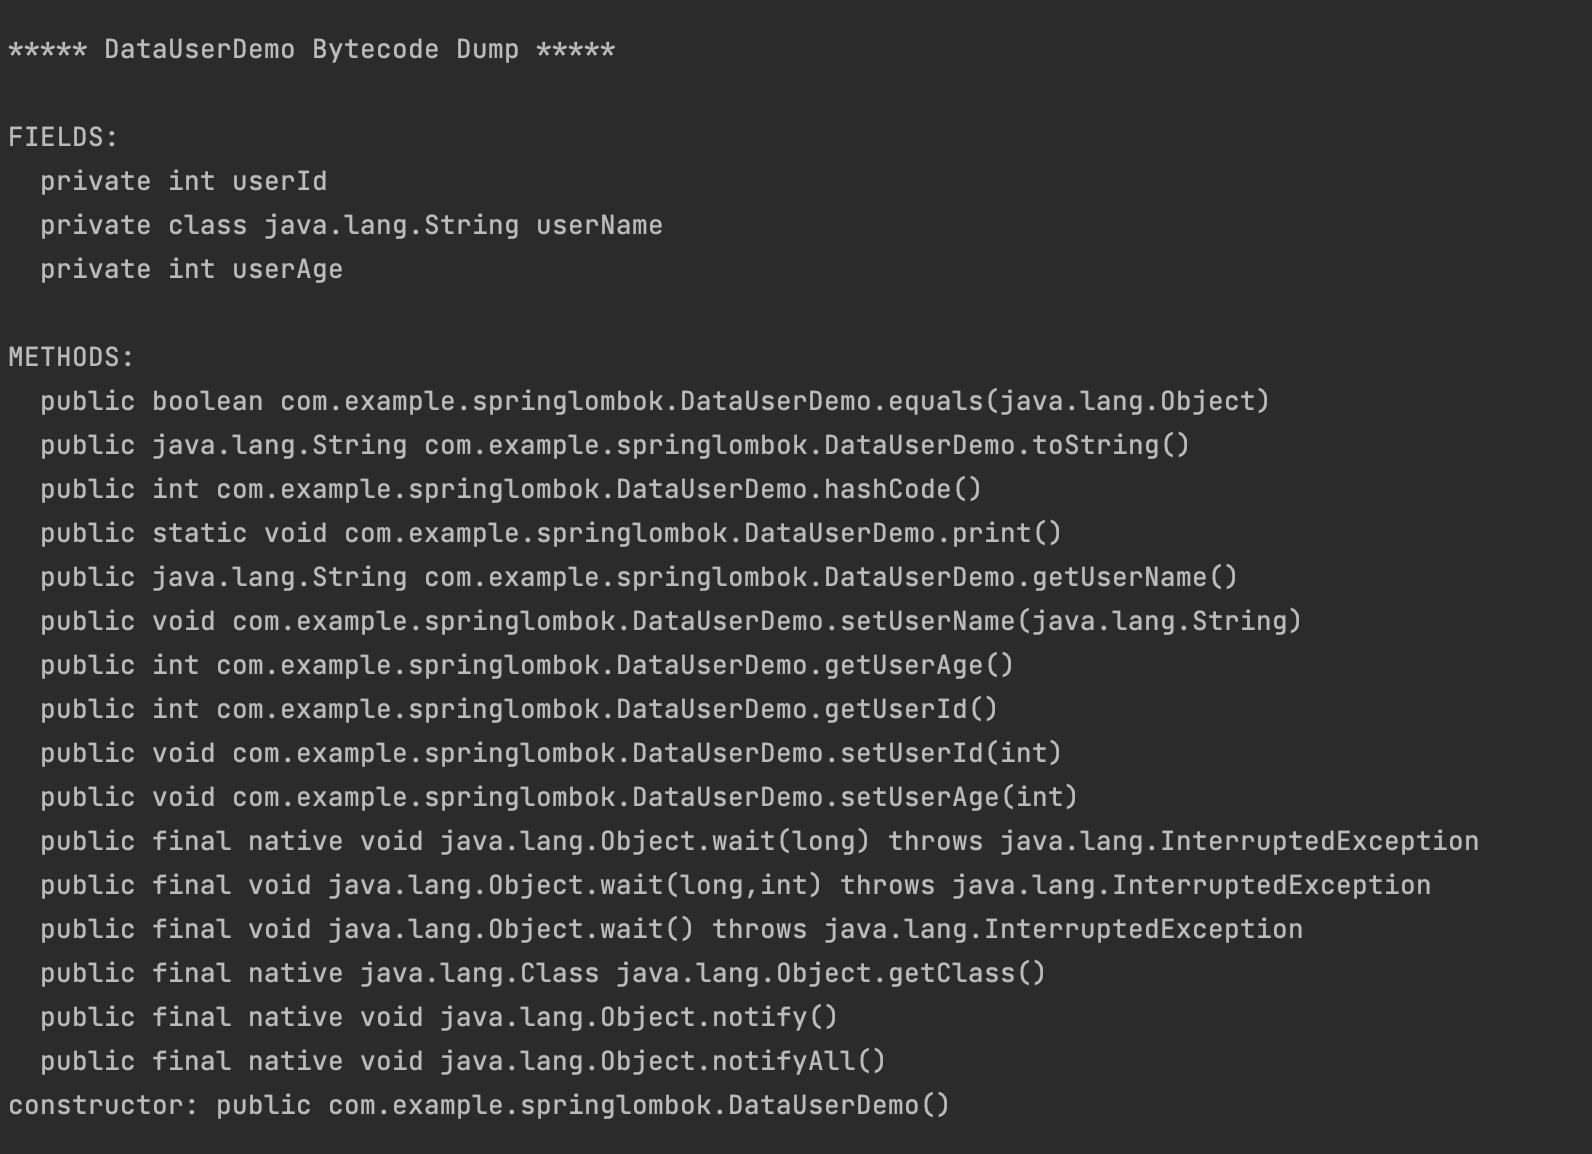 ***** DataUserDemo Bytecode Dump *****
FIELDS:
private int userId
private class java.lang.String userName
private int userAge
METHODS:
public boolean com.example.springlombok.DataUserDemo.equals(java.lang.Object)
public java.lang.String com.example.springlombok.DataUserDemo.toString()
public int com.example.springlombok.DataUserDemo.hashCode()
public static void com.example.springlombok.DataUserDemo.print()
public java.lang.String com.example.springlombok.DataUserDemo.getUserName()
public void com.example.springlombok.DataUserDemo.setUserName(java.lang.String)
public int com.example.springlombok.DataUserDemo.getUserAge()
public int com.example.springlombok.DataUserDemo.getUserId()
public void com.example.springlombok.DataUserDemo.setUserId(int)
public void com.example.springlombok.DataUserDemo.setUserAge(int)
public final native void java.lang.Object.wait(long) throws java.lang.InterruptedException
public final void java.lang.Object.wait(long,int) throws java.lang.InterruptedException
public final void java.lang.Object.wait() throws java.lang.InterruptedException
public final native java.lang.Class java.lang.Object.getClass()
public final native void java.lang.Object.notify()
public final native void java.lang.Object.notifyAll()
constructor: public com.example.springlombok.DataUserDemo()